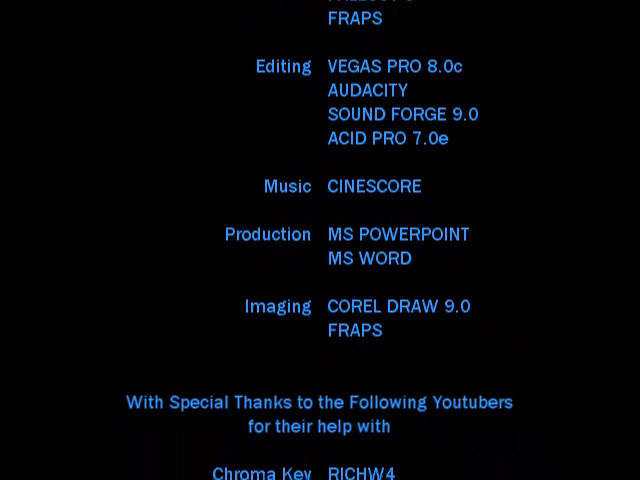 FRAPS
Editing VEGAS PRO 8.0c
AUDACITY
SOUND FORGE 9.0
ACID PRO 7.0e
Music CINESCORE
Production MS POWERPOINT
MS WORD
Imaging COREL DRAW 9.0
FRAPS
With Special Thanks to the Following Youtubers
for their help with
Chroma Key RICHW4